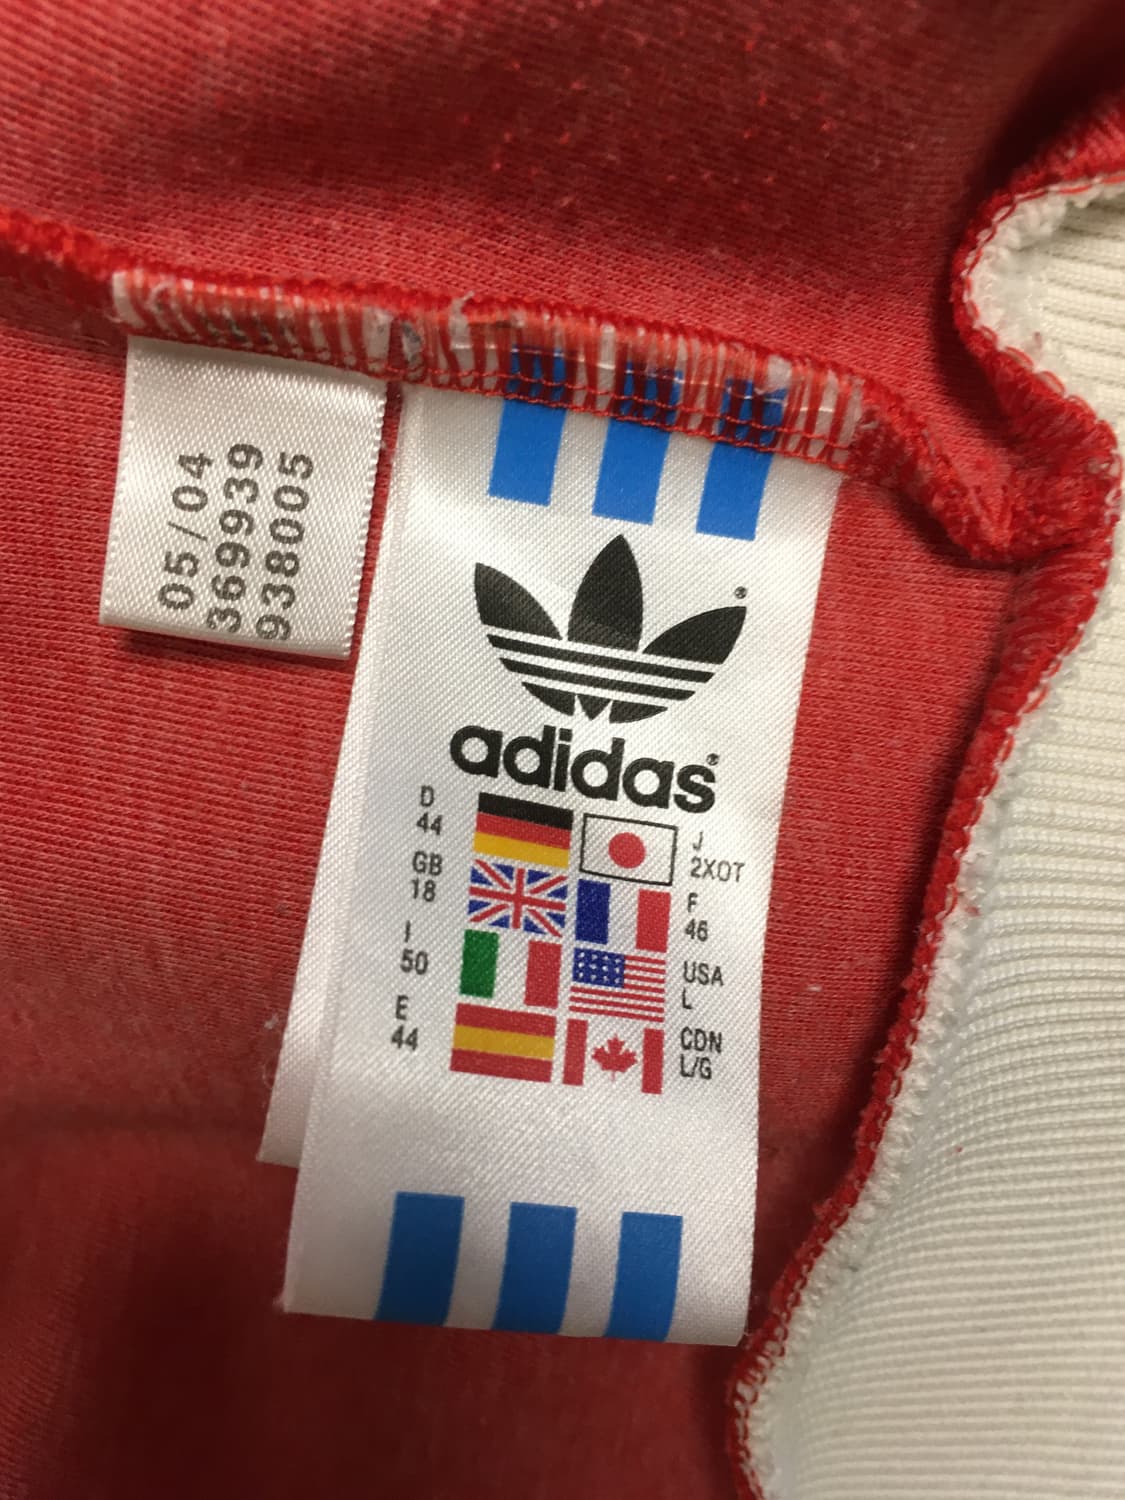 05/04
369939
938005
adidas®
D
44
GB
18
I
50
E
44
J
2XOT
F
46
USA
L
CDN
L/G